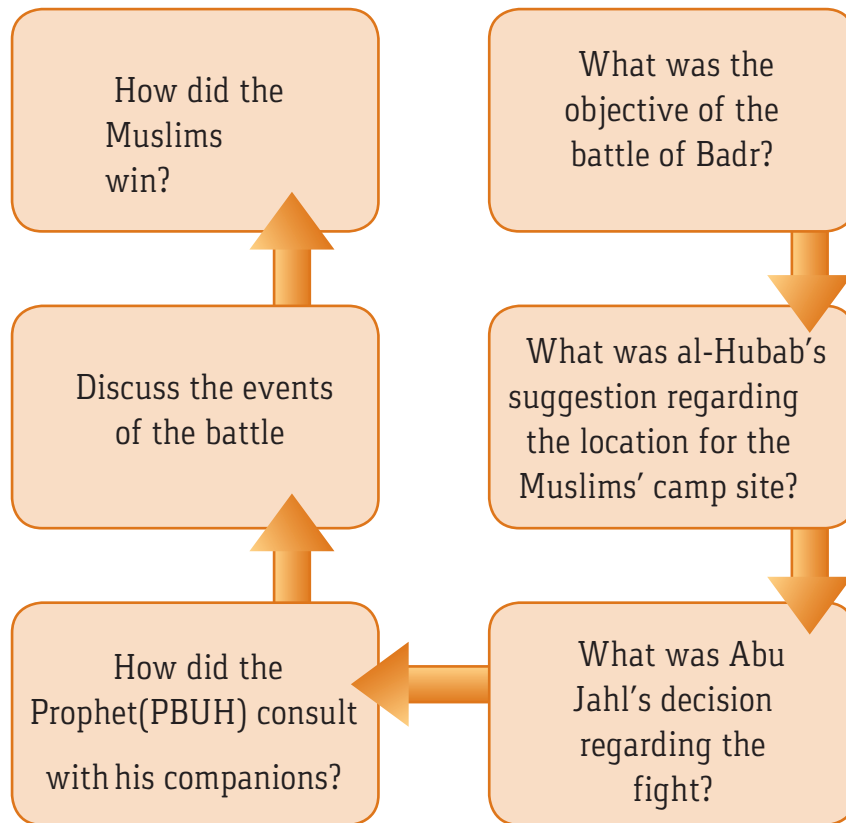 What was the
objective of the
battle of Badr?
What was al-Hubab’s
suggestion regarding
the location for the
Muslims’ camp site?
What was Abu
Jahl’s decision
regarding the
fight?
How did the
Prophet(PBUH) consult
with his companions?
Discuss the events
of the battle
How did the
Muslims
win?